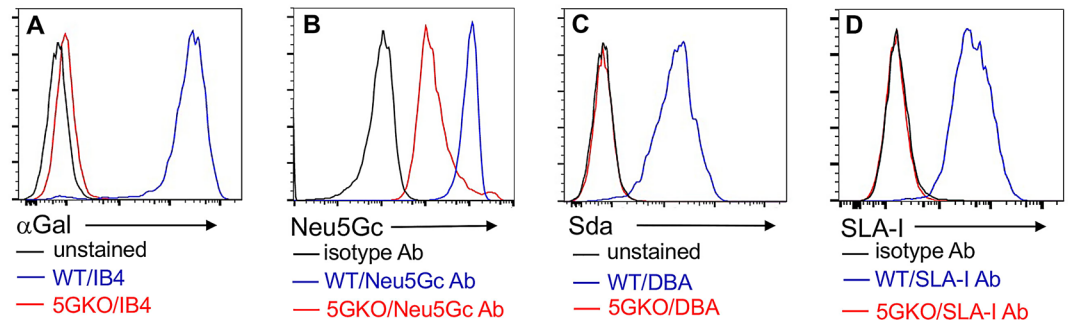 A
αGal
unstained
WT/IB4
5GKO/IB4
B
Neu5Gc
isotype Ab
WT/Neu5Gc Ab
5GKO/Neu5Gc Ab
C
Sda
unstained
WT/DBA
5GKO/DBA
D
SLA-I
isotype Ab
WT/SLA-I Ab
5GKO/SLA-I Ab